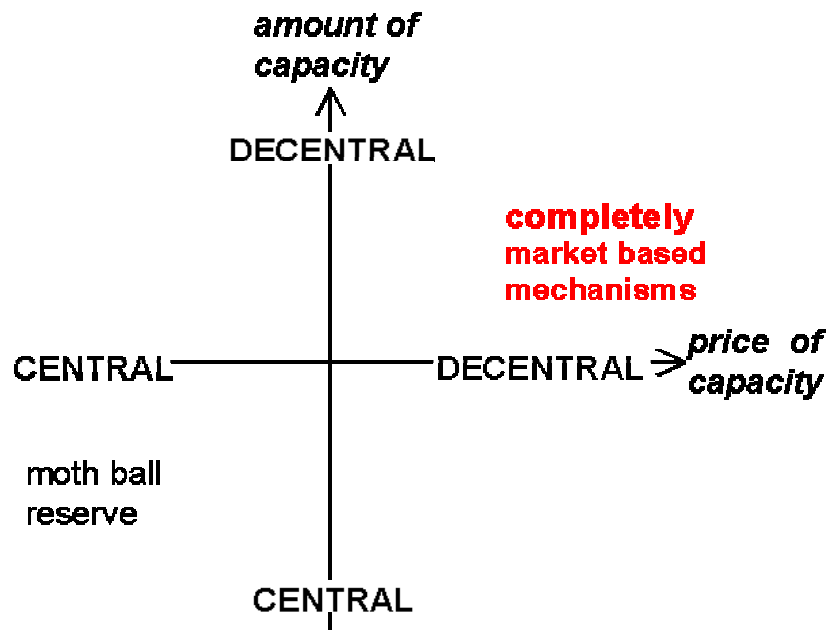 amount of
capacity
DECENTRAL
completely
market based
mechanisms
CENTRAL
DECENTRAL
price of
capacity
moth ball
reserve
CENTRAL